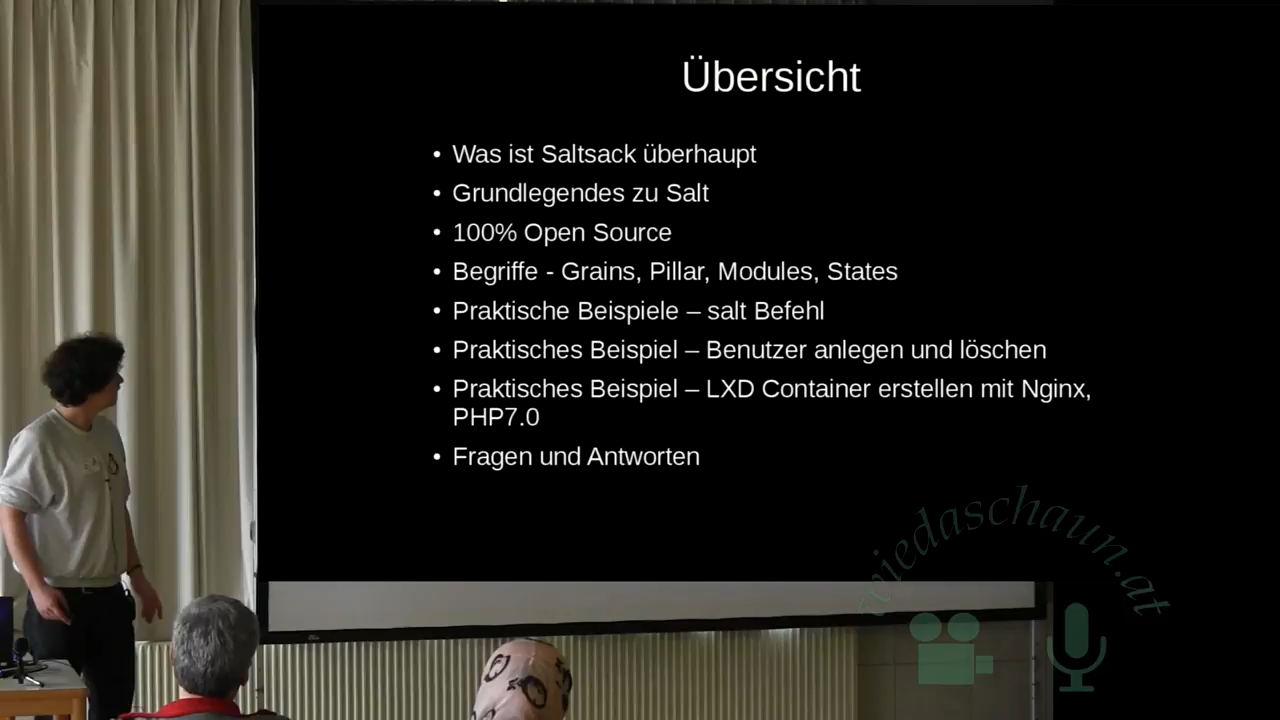 Übersicht
• Was ist Saltsack überhaupt
• Grundlegendes zu Salt
• 100% Open Source
• Begriffe - Grains, Pillar, Modules, States
• Praktische Beispiele – salt Befehl
• Praktisches Beispiel – Benutzer anlegen und löschen
• Praktisches Beispiel – LXD Container erstellen mit Nginx,
PHP7.0
• Fragen und Antworten
wiedaschaun.at